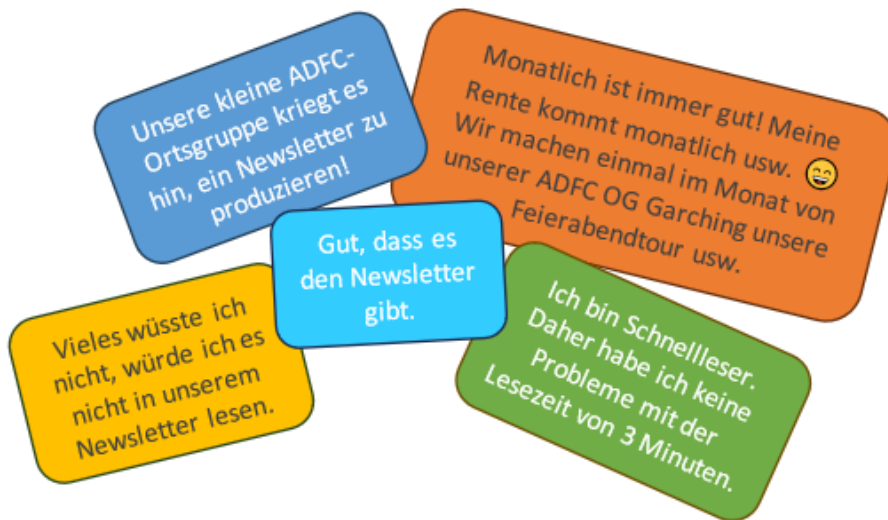 Unsere kleine ADFC-
Ortsgruppe kriegt es
hin, ein Newsletter zu
produzieren!
Monatlich ist immer gut! Meine
Rente kommt monatlich usw. 😄
Wir machen einmal im Monat von
unserer ADFC OG Garching unsere
Feierabendtour usw.
Gut, dass es
den Newsletter
gibt.
Vieles wüsste ich
nicht, würde ich es
nicht in unserem
Newsletter lesen.
Ich bin Schnellleser.
Daher habe ich keine
Probleme mit der
Lesezeit von 3 Minuten.